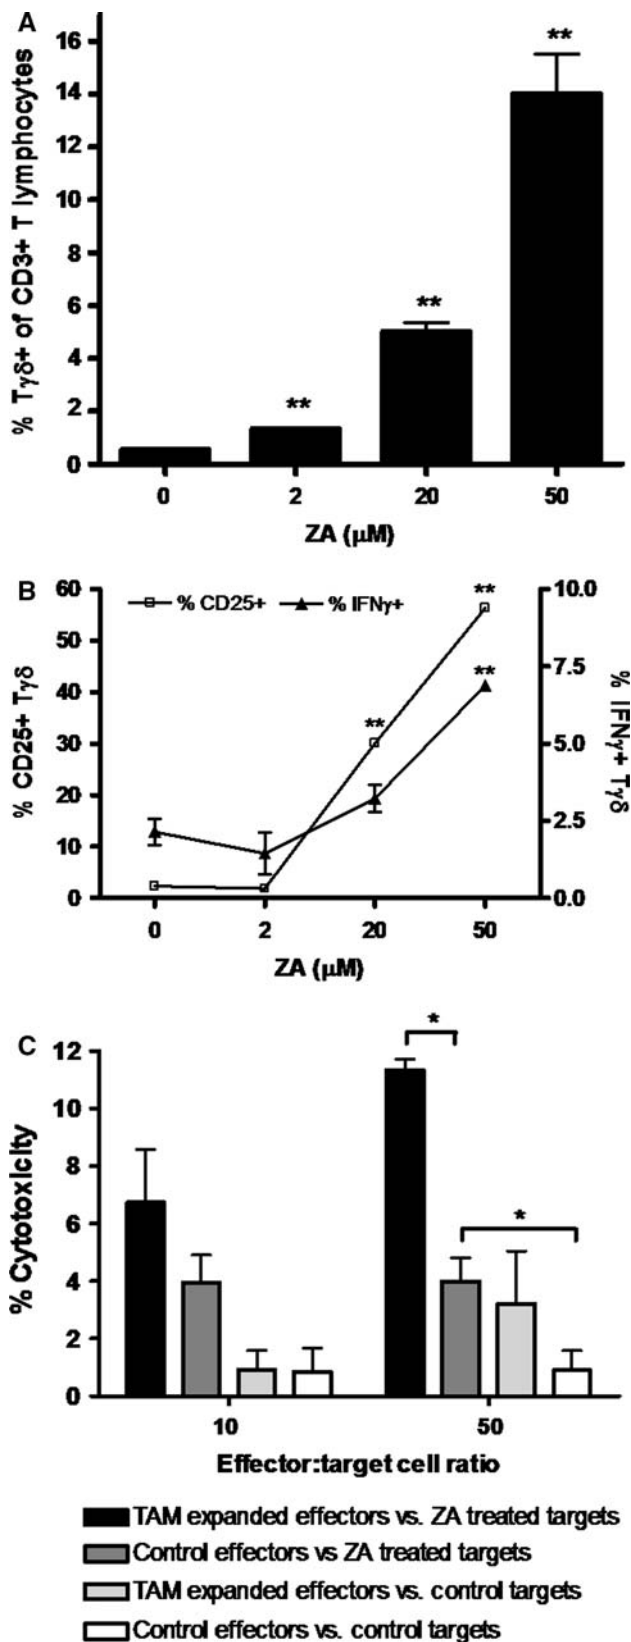 A
% Tγδ+ of CD3+ T lymphocytes
16
14
12
10
8
6
4
2
0
**
**
**
0 2 20 50
ZA (μM)
B
% CD25+ % IFNγ+
% CD25+ Tγδ
60
50
40
30
20
10
0
**
**
**
10.0
7.5
5.0
2.5
0.0
% IFNγ+ Tγδ
0 2 20 50
ZA (μM)
C
% Cytotoxicity
12
10
8
6
4
2
0
*
*
10 50
Effector:target cell ratio
TAM expanded effectors vs. ZA treated targets
Control effectors vs ZA treated targets
TAM expanded effectors vs. control targets
Control effectors vs. control targets